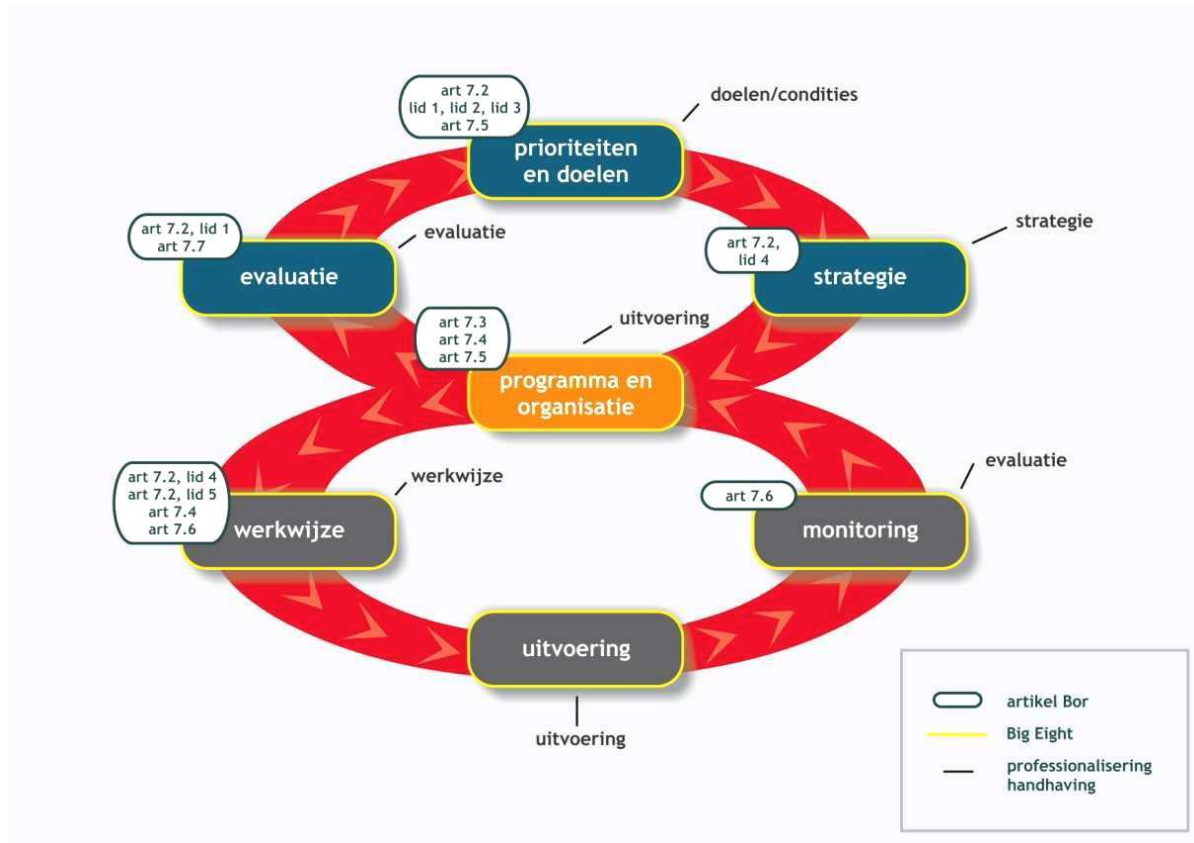 art 7.2
lid 1, lid 2, lid 3
art 7.5
doelen/condities
prioriteiten
en doelen
art 7.2, lid 1
art 7.7
evaluatie
evaluatie
art 7.2,
lid 4
strategie
strategie
art 7.3
art 7.4
art 7.5
uitvoering
programma en
organisatie
art 7.2, lid 4
art 7.2, lid 5
art 7.4
art 7.6
werkwijze
werkwijze
art 7.6
evaluatie
monitoring
uitvoering
uitvoering
artikel Bor
Big Eight
professionalisering
handhaving